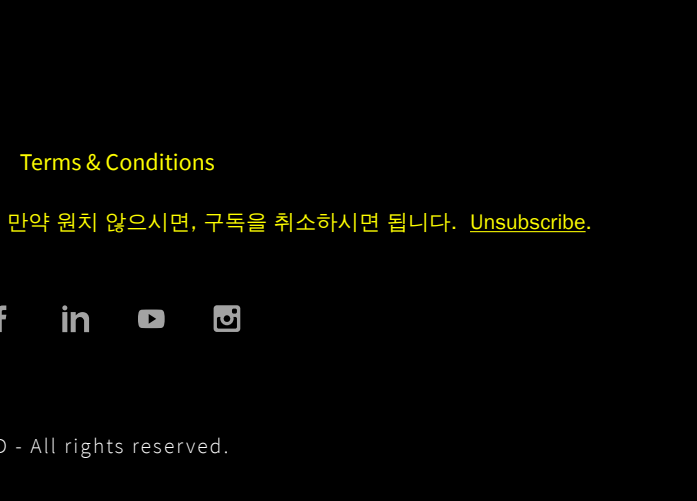 Terms & Conditions
만약 원치 않으시면, 구독을 취소하시면 됩니다. Unsubscribe.
in
- All rights reserved.